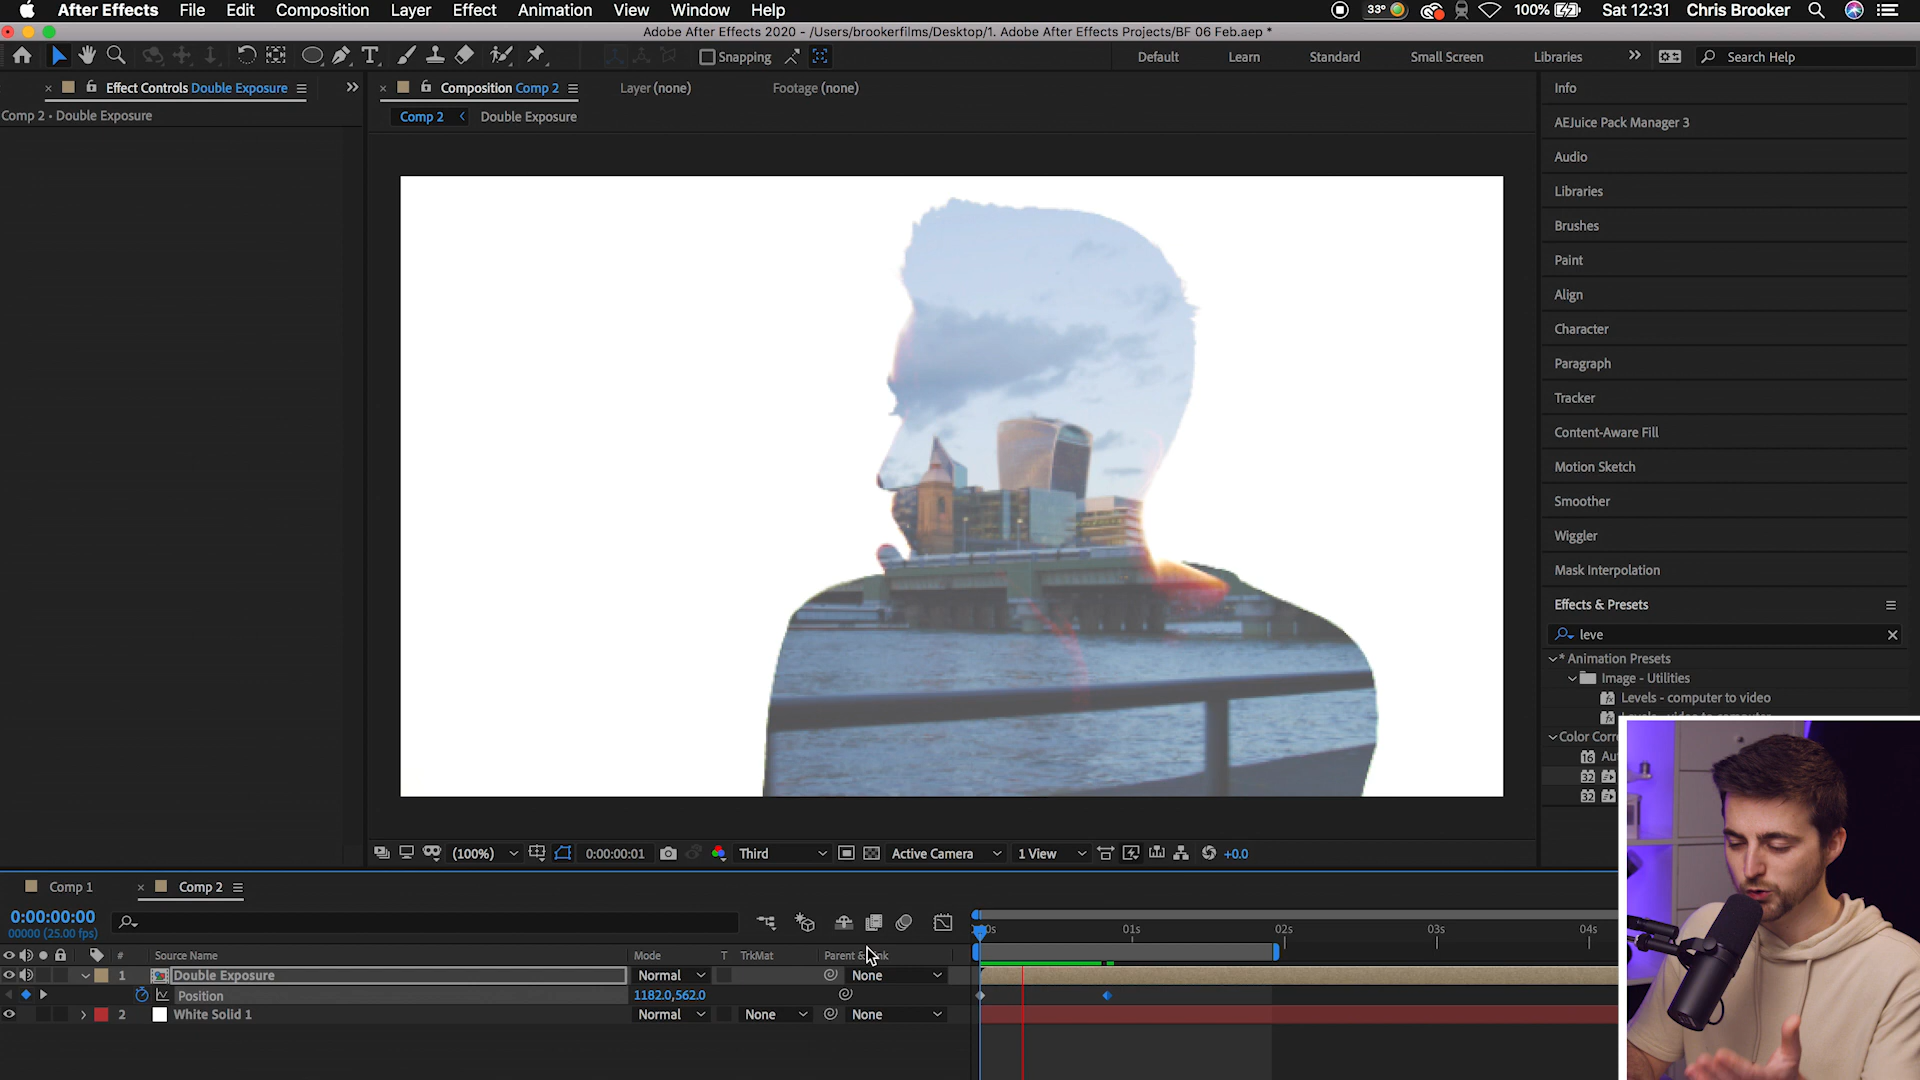 After Effects File Edit Composition Layer Effect Animation View Window Help 33° 100% Sat 12:31 Chris Brooker
Adobe After Effects 2020 - /Users/brookerfilms/Desktop/1. Adobe After Effects Projects/BF 06 Feb.aep *
Snapping Default Learn Standard Small Screen Libraries Search Help
Effect Controls Double Exposure Composition Comp 2 Layer (none) Footage (none) Info
Comp 2 • Double Exposure Comp 2 Double Exposure
AEJuice Pack Manager 3
Audio
Libraries
Brushes
Paint
Align
Character
Paragraph
Tracker
Content-Aware Fill
Motion Sketch
Smoother
Wiggler
Mask Interpolation
Effects & Presets
leve
* Animation Presets
Image - Utilities
Levels - computer to video
Color Corre
16 Au
32
32
(100%) 0:00:00:01 Third Active Camera 1 View +0.0
Comp 1 Comp 2
0:00:00:00
00000 (25.00 fps) 01s 02s 03s 04s
# Source Name Mode T TrkMat
1 Double Exposure Normal None
Position 1182.0,562.0
2 White Solid 1 Normal None None